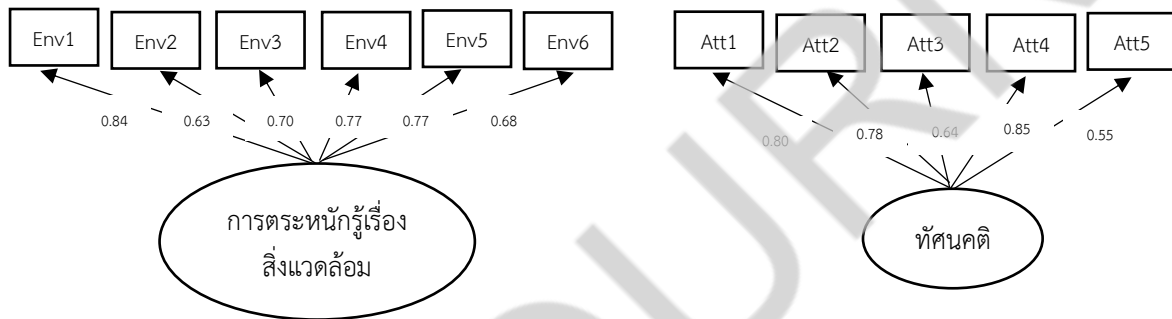 Env1 Env2 Env3 Env4 Env5 Env6 Att1 Att2 Att3 Att4 Att5
0.84 0.63 0.70 0.77 0.77 0.68 0.80 0.78 0.64 0.85 0.55
การตระหนักรู้เรื่อง
สิ่งแวดล้อม
ทัศนคติ